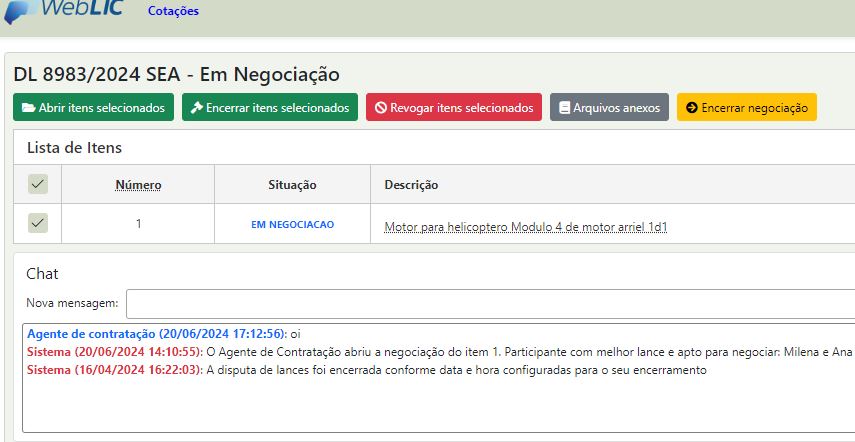 WebLIC
Cotações
DL 8983/2024 SEA - Em Negociação
Abrir itens selecionados
Encerrar itens selecionados
Revogar itens selecionados
Arquivos anexos
Encerrar negociação
Lista de Itens
Número Situação Descrição
1 EM NEGOCIACAO Motor para helicoptero Modulo 4 de motor arriel 1d1
Chat
Nova mensagem:
Agente de contratação (20/06/2024 17:12:56): oi
Sistema (20/06/2024 14:10:55): O Agente de Contratação abriu a negociação do item 1. Participante com melhor lance e apto para negociar: Milena e Ana
Sistema (16/04/2024 16:22:03): A disputa de lances foi encerrada conforme data e hora configuradas para o seu encerramento